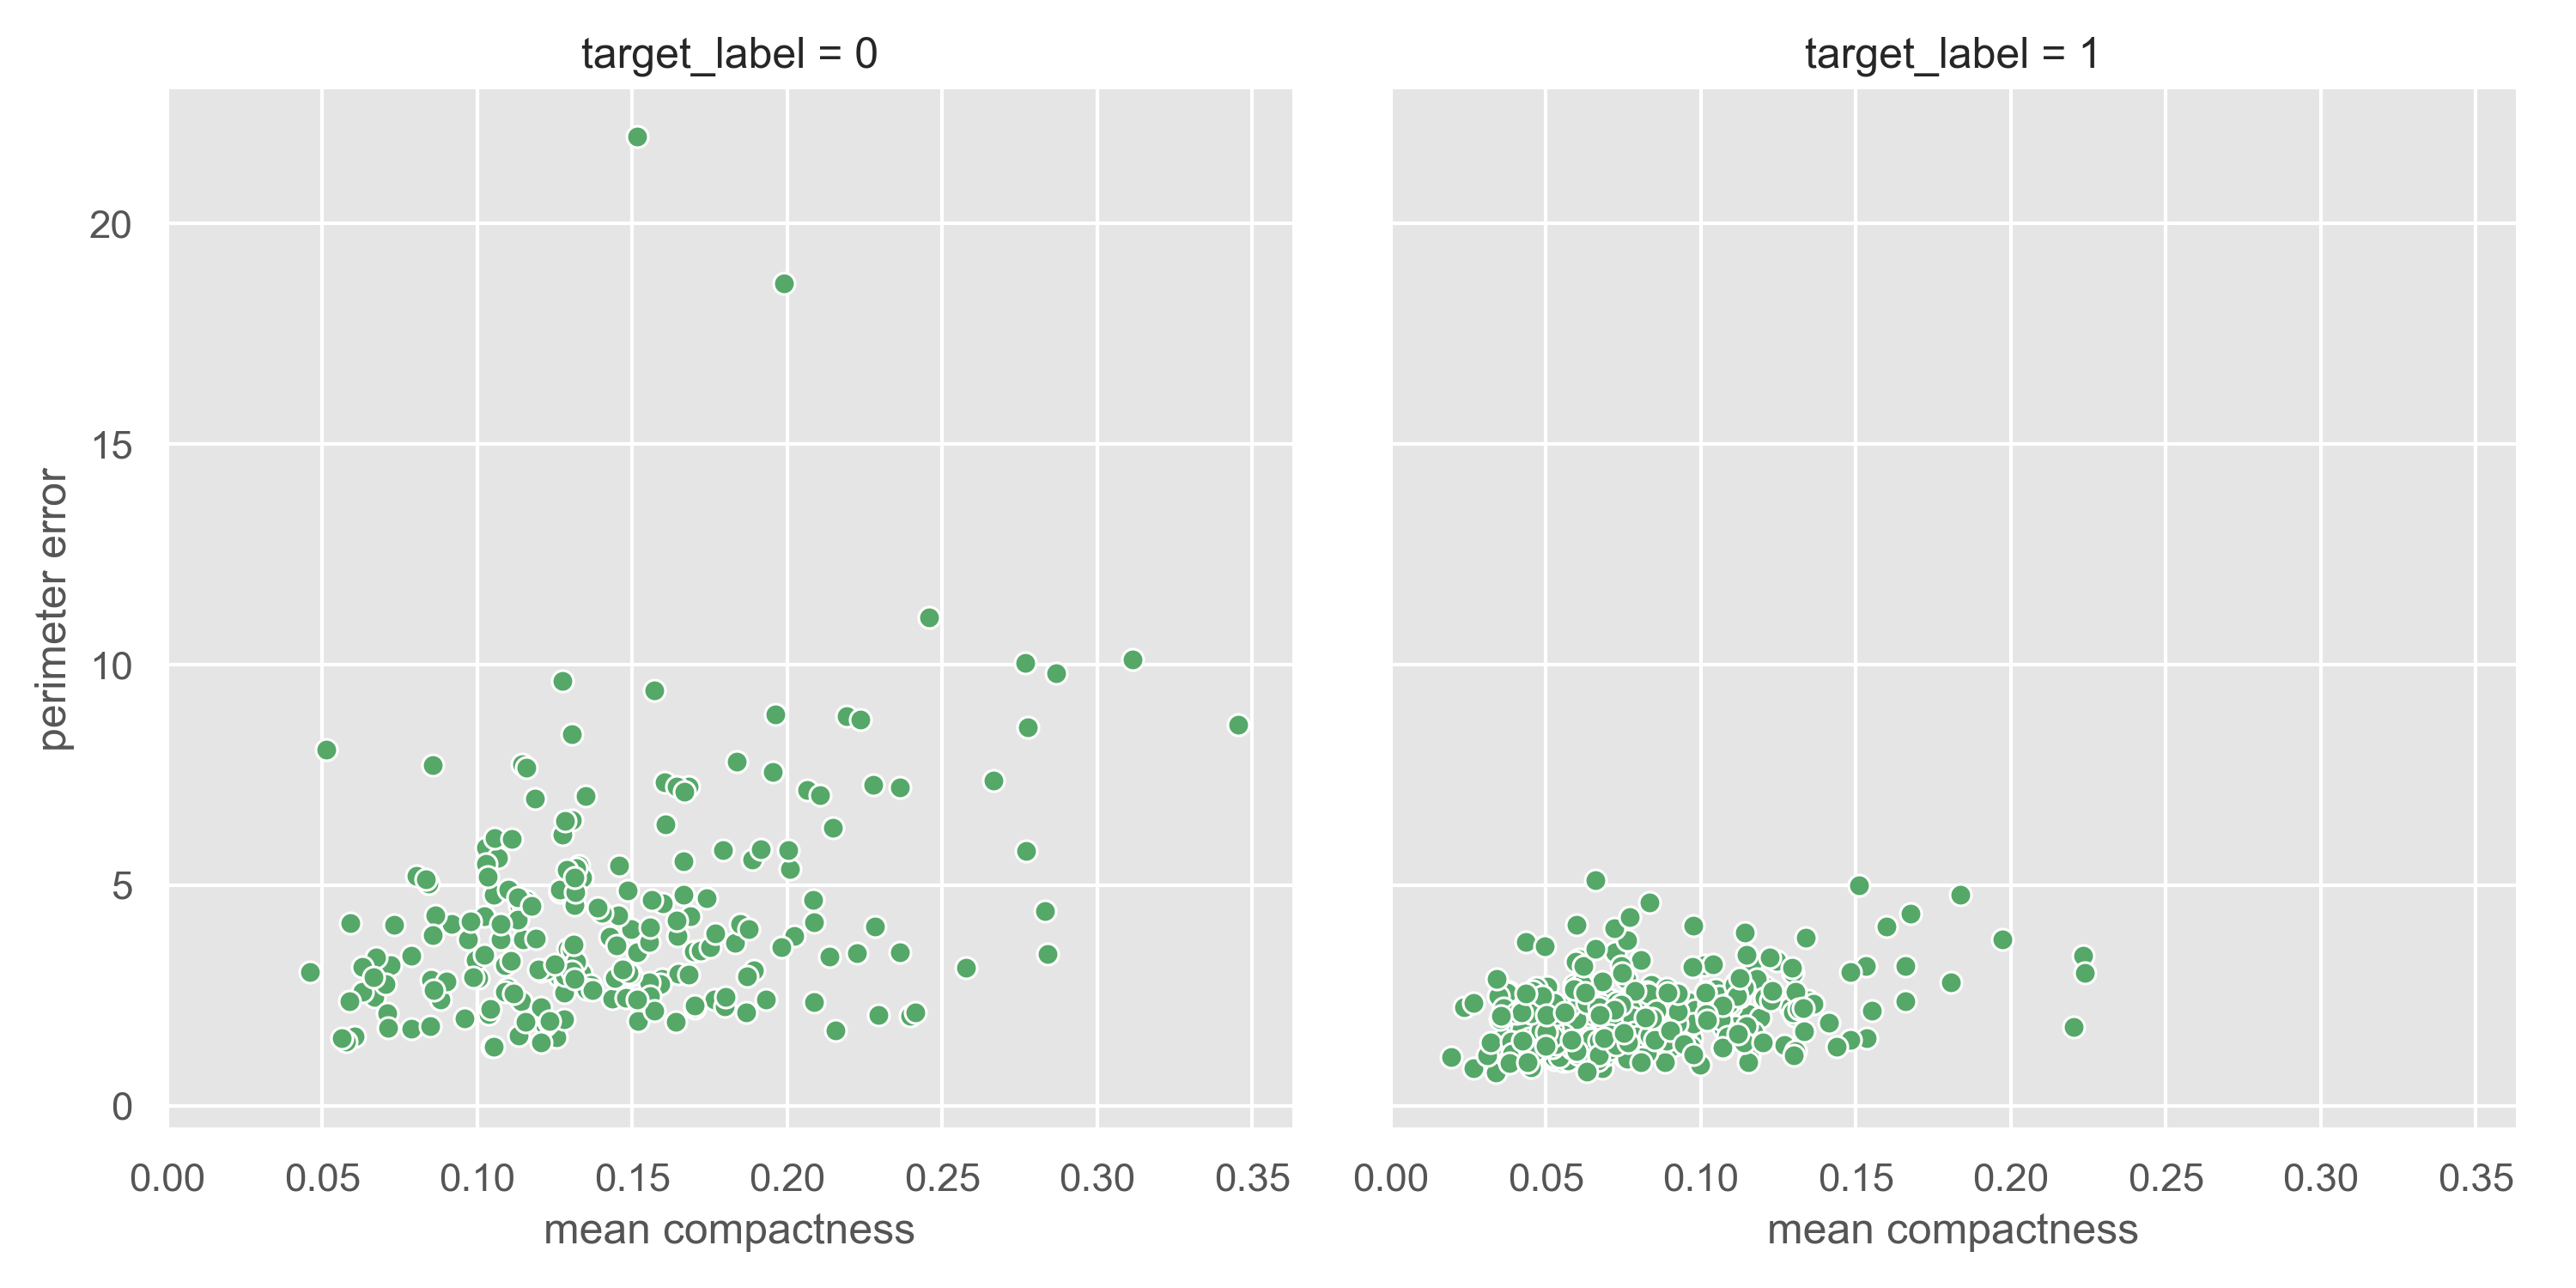 target_label = 0
target_label = 1
perimeter error
20
15
10
5
0
0.00 0.05 0.10 0.15 0.20 0.25 0.30 0.35
0.00 0.05 0.10 0.15 0.20 0.25 0.30 0.35
mean compactness
mean compactness